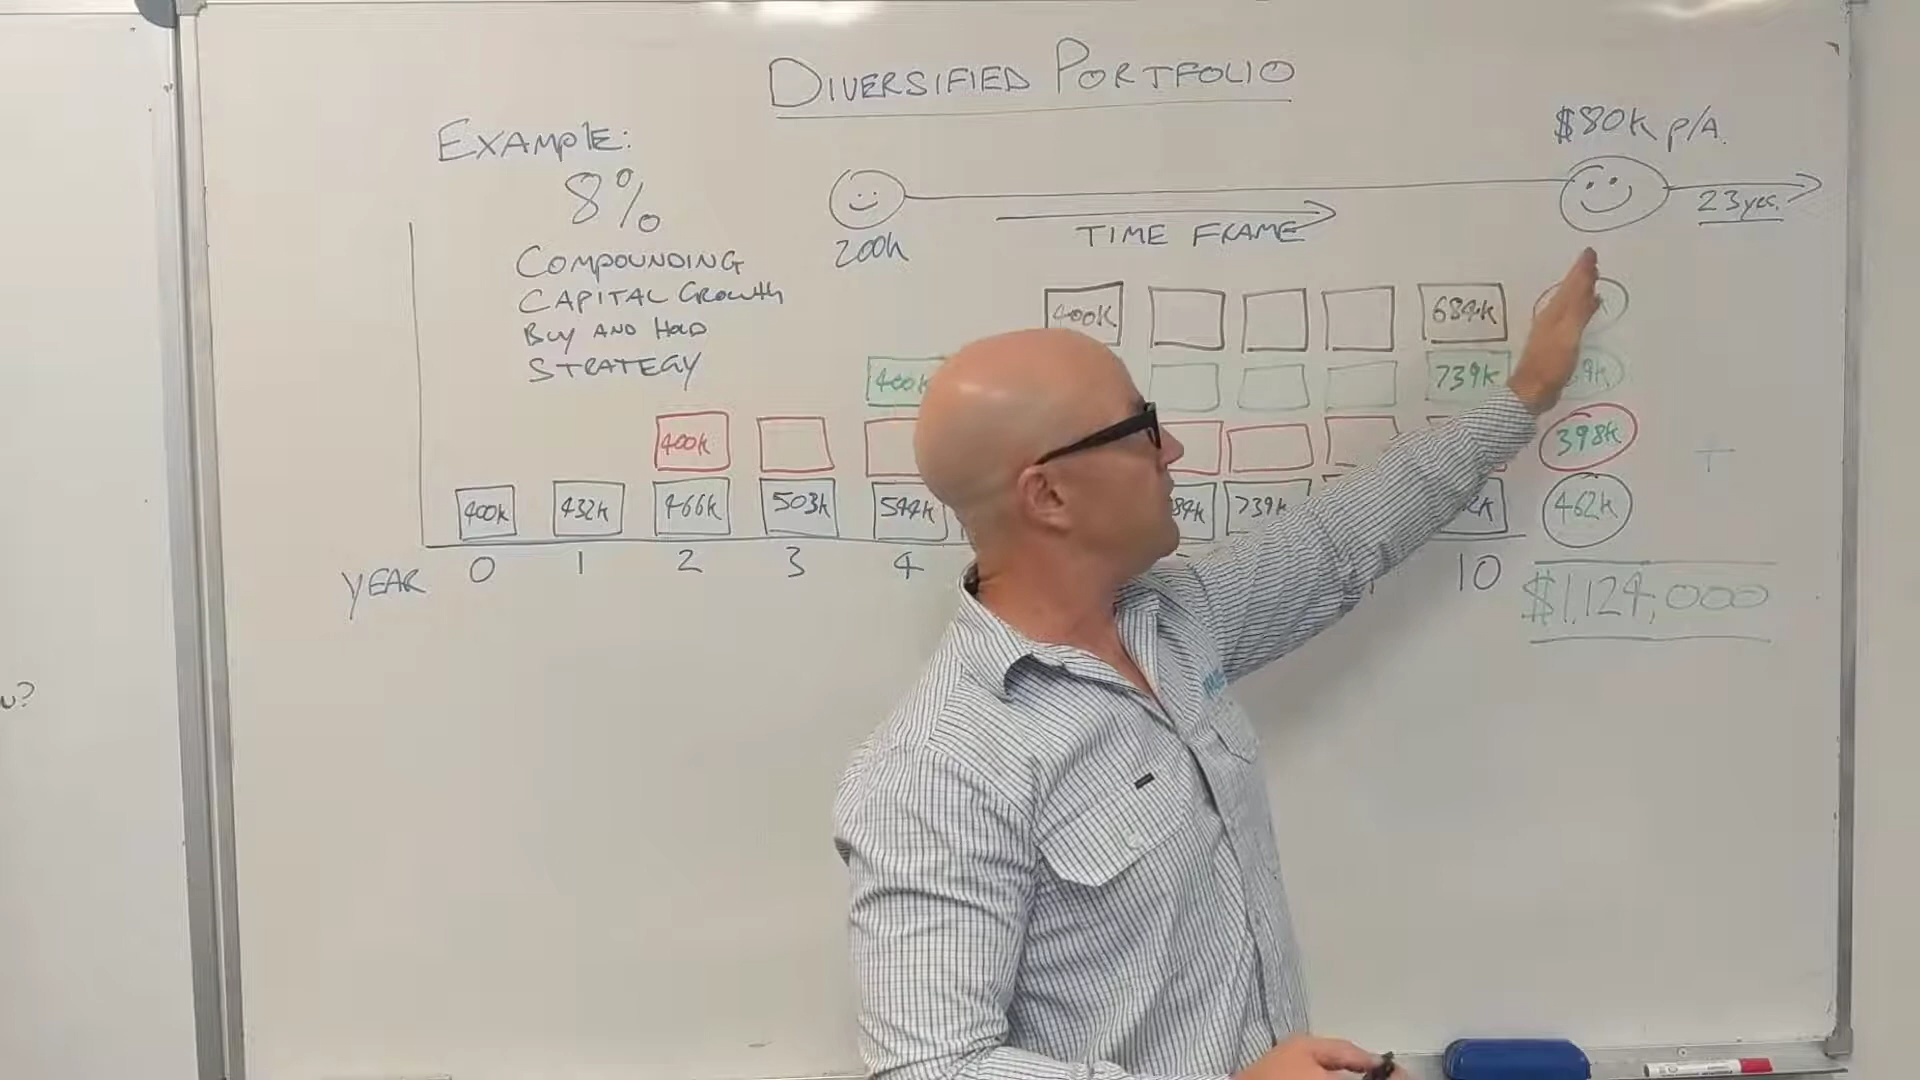 DIVERSIFIED PORTFOLIO
EXAMPLE:
8%
COMPOUNDING
CAPITAL GROWTH
BUY AND HOLD
STRATEGY
200k
TIME FRAME
$80k P/A.
23yrs.
400k 684k
400k 739k
400k 398k
+
400k 432k 466k 503k 544k 739k 462k
YEAR 0 1 2 3 4 10
$1,124,000